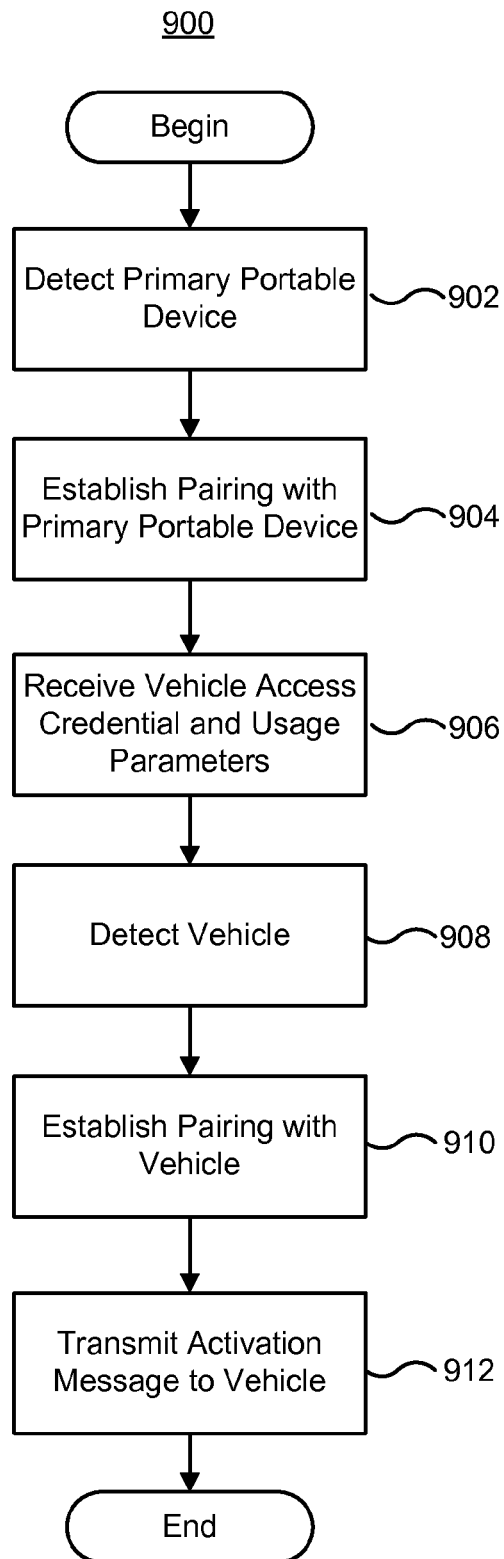 900
Begin
Detect Primary Portable
Device
902
Establish Pairing with
Primary Portable Device
904
Receive Vehicle Access
Credential and Usage
Parameters
906
Detect Vehicle
908
Establish Pairing with
Vehicle
910
Transmit Activation
Message to Vehicle
912
End